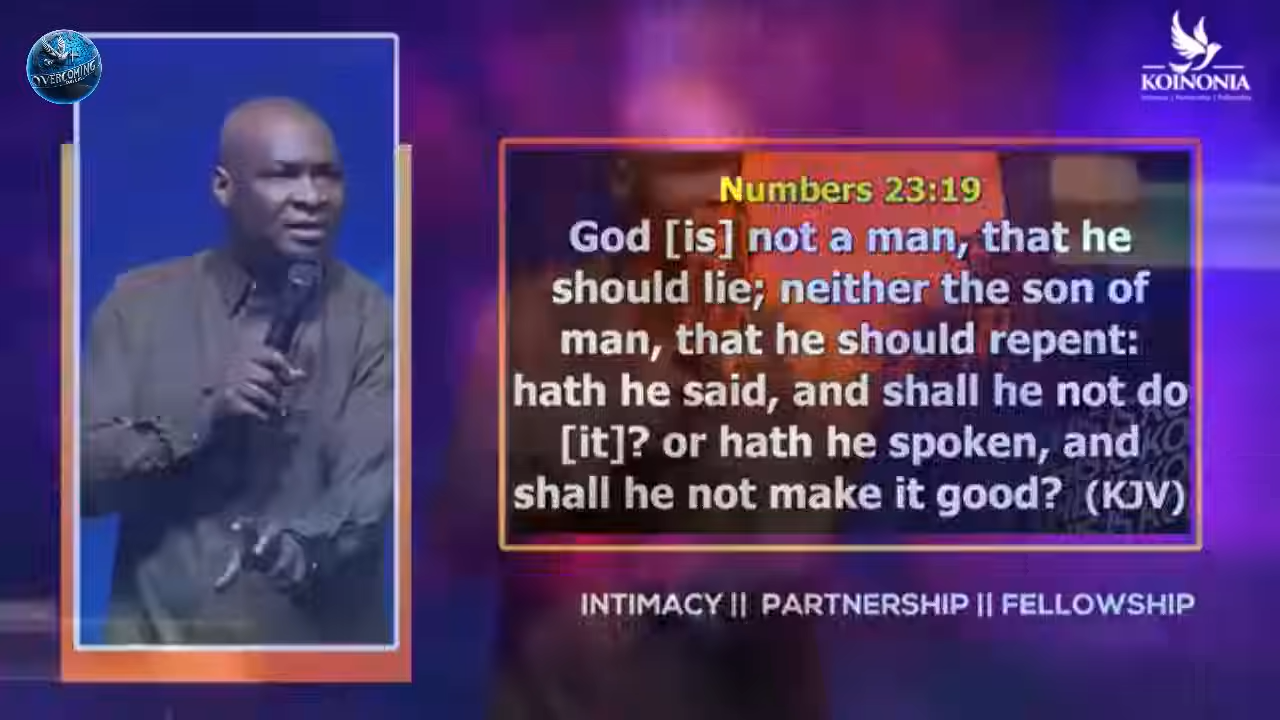 OVERCOMING
KOINONIA
Numbers 23:19
God [is] not a man, that he
should lie; neither the son of
man, that he should repent:
hath he said, and shall he not do
[it]? or hath he spoken, and
shall he not make it good? (KJV)
INTIMACY || PARTNERSHIP || FELLOWSHIP